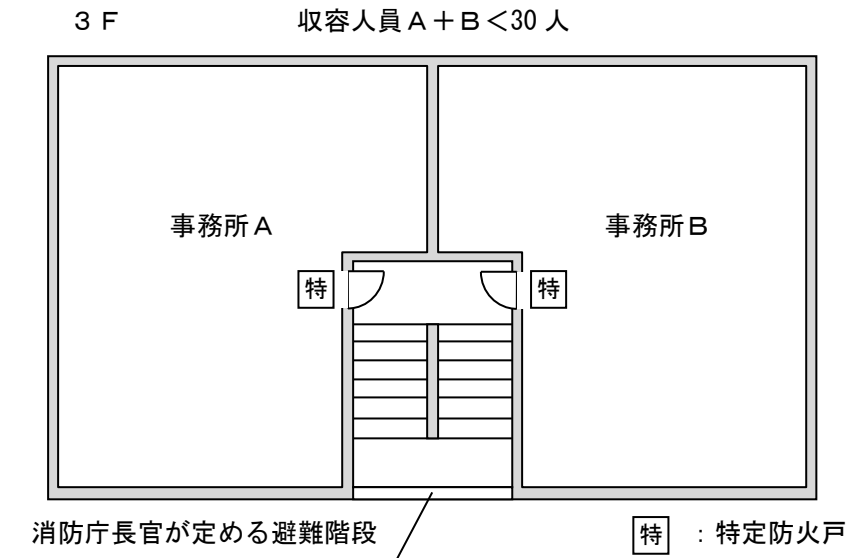 ３Ｆ　収容人員Ａ＋Ｂ＜30人
事務所Ａ
事務所Ｂ
特
特
消防庁長官が定める避難階段
特：特定防火戸